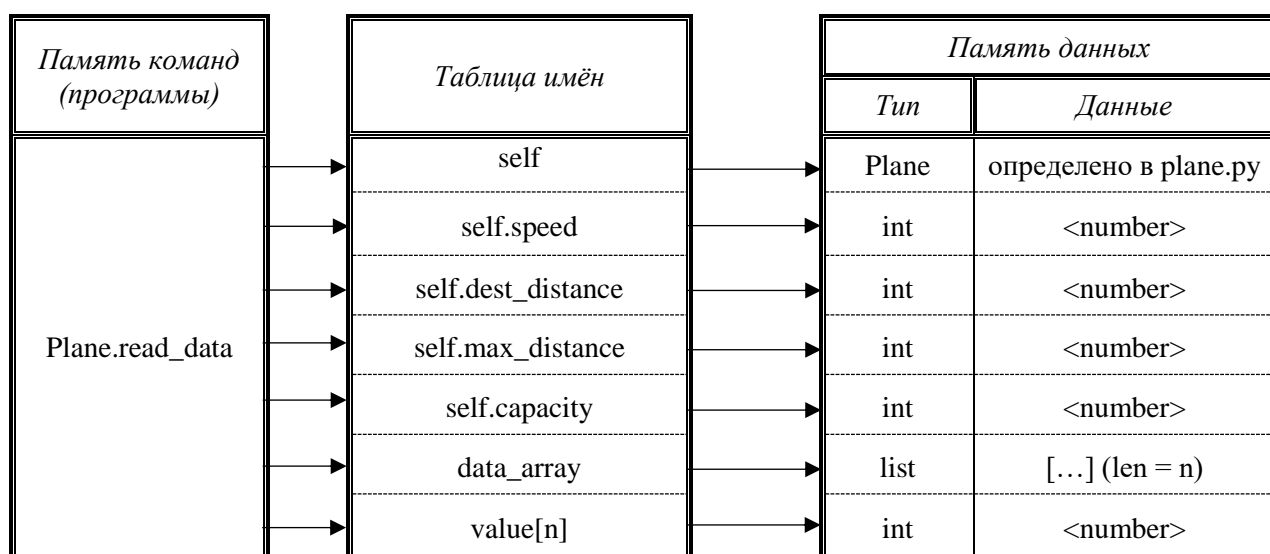 Память команд
(программы)
Таблица имён
Память данных
Тип
Данные
Plane.read_data
self
Plane
определено в plane.py
self.speed
int
<number>
self.dest_distance
int
<number>
self.max_distance
int
<number>
self.capacity
int
<number>
data_array
list
[…] (len = n)
value[n]
int
<number>